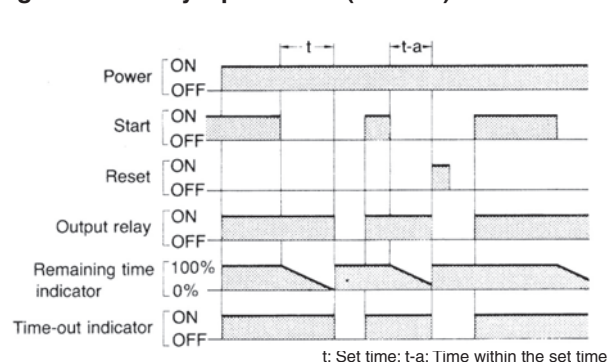 t
t-a
Power
ON
OFF
Start
ON
OFF
Reset
ON
OFF
Output relay
ON
OFF
Remaining time
indicator
100%
0%
Time-out indicator
ON
OFF
t: Set time; t-a: Time within the set time